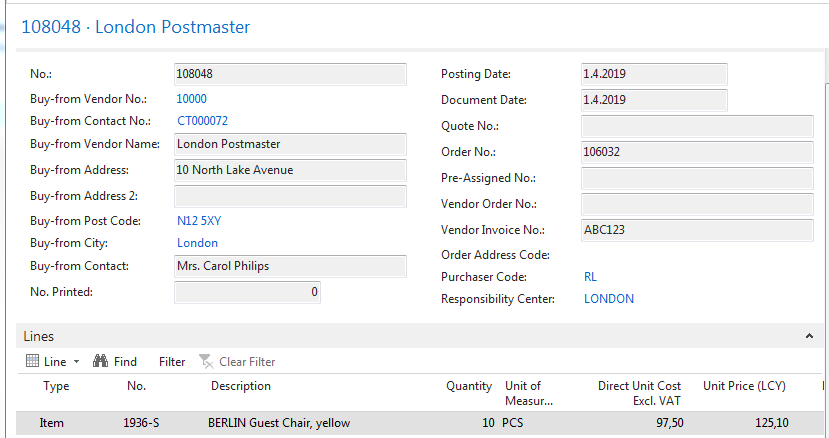 108048 · London Postmaster
No.: 108048
Buy-from Vendor No.: 10000
Buy-from Contact No.: CT000072
Buy-from Vendor Name: London Postmaster
Buy-from Address: 10 North Lake Avenue
Buy-from Address 2:
Buy-from Post Code: N12 5XY
Buy-from City: London
Buy-from Contact: Mrs. Carol Philips
No. Printed: 0
Posting Date: 1.4.2019
Document Date: 1.4.2019
Quote No.:
Order No.: 106032
Pre-Assigned No.:
Vendor Order No.:
Vendor Invoice No.: ABC123
Order Address Code:
Purchaser Code: RL
Responsibility Center: LONDON
Lines
Line Find Filter Clear Filter
Type No. Description Quantity Unit of Measur... Direct Unit Cost Excl. VAT Unit Price (LCY)
Item 1936-S BERLIN Guest Chair, yellow 10 PCS 97,50 125,10